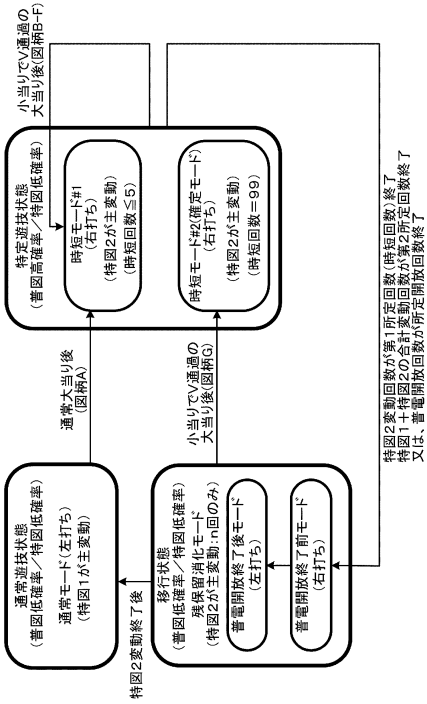 通常遊技状態
(普図低確率／特図低確率)
通常モード(左打ち)
(特図1が主変動)
通常大当り後
(図柄A)
特定遊技状態
(普図高確率／特図低確率)
時短モード#1
(右打ち)
(特図2が主変動)
(時短回数≦5)
時短モード#2(確定モード)
(右打ち)
(特図2が主変動)
(時短回数=99)
小当りでV通過の
大当り後(図柄B-F)
特図2変動終了後
移行状態
(普図低確率／特図低確率)
残保留消化モード
(特図2が主変動:n回のみ)
普電開放終了後モード
(左打ち)
普電開放終了前モード
(右打ち)
小当りでV通過の
大当り後(図柄G)
特図2変動回数が第1所定回数(時短回数)終了
特図1+特図2の合計変動回数が第2所定回数終了
又は、普電開放回数が所定開放回数終了